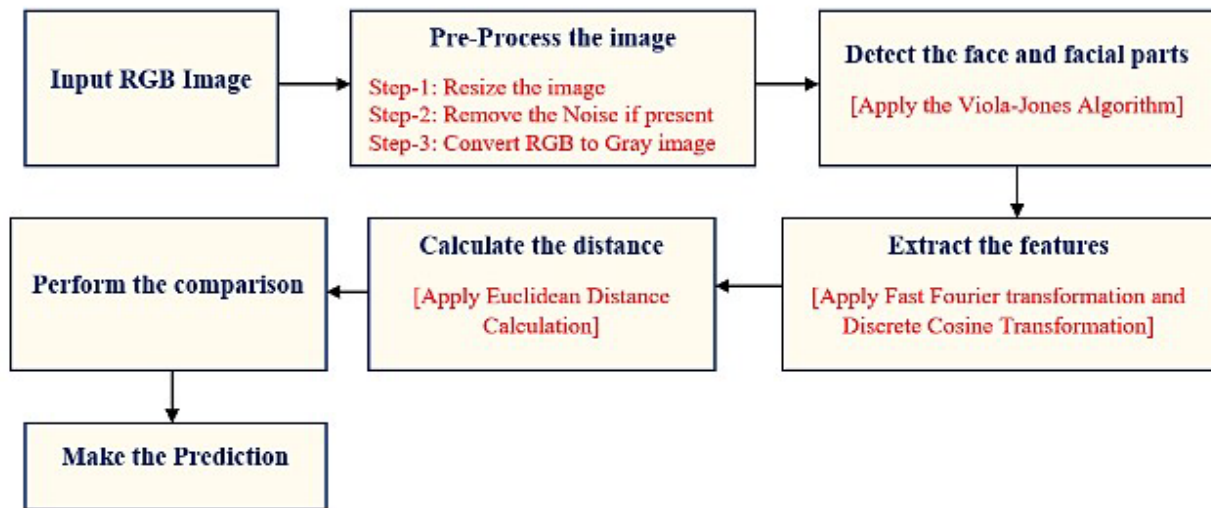 Input RGB Image
Pre-Process the image
Step-1: Resize the image
Step-2: Remove the Noise if present
Step-3: Convert RGB to Gray image
Detect the face and facial parts
[Apply the Viola-Jones Algorithm]
Extract the features
[Apply Fast Fourier transformation and
Discrete Cosine Transformation]
Calculate the distance
[Apply Euclidean Distance
Calculation]
Perform the comparison
Make the Prediction